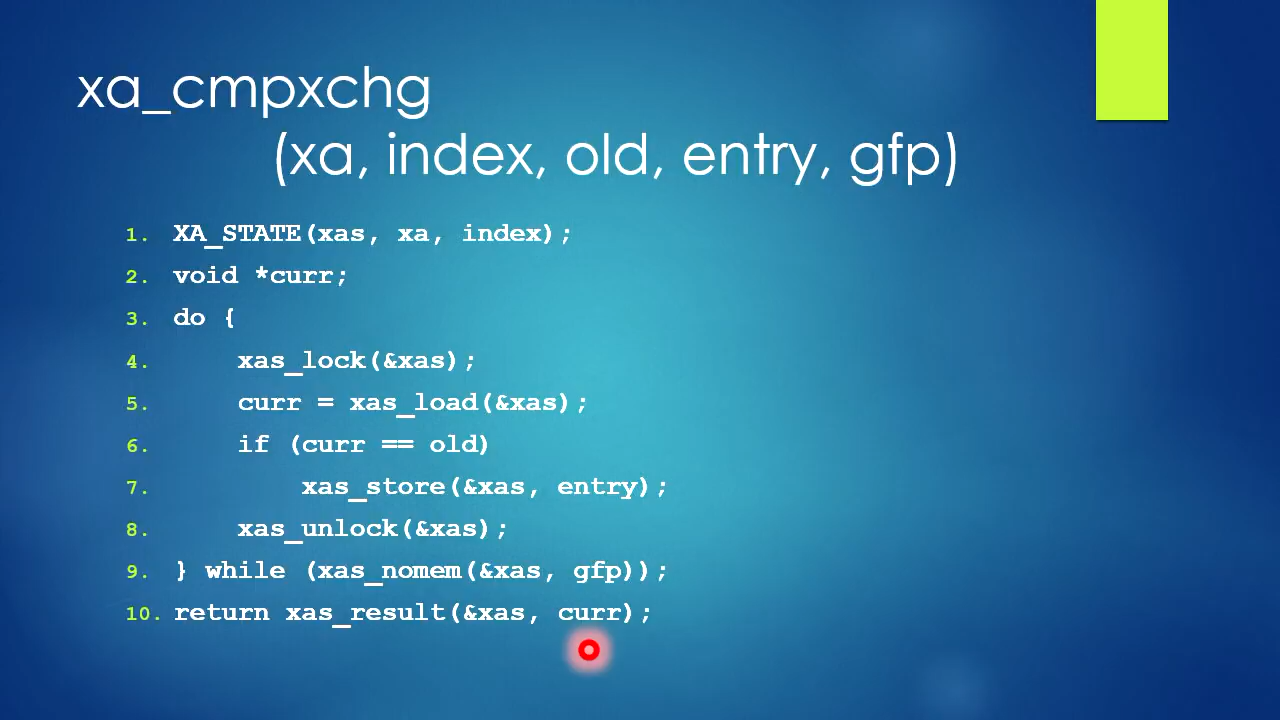 xa_cmpxchg
(xa, index, old, entry, gfp)
1. XA_STATE(xas, xa, index);
2. void *curr;
3. do {
4. xas_lock(&xas);
5. curr = xas_load(&xas);
6. if (curr == old)
7. xas_store(&xas, entry);
8. xas_unlock(&xas);
9. } while (xas_nomem(&xas, gfp));
10. return xas_result(&xas, curr);